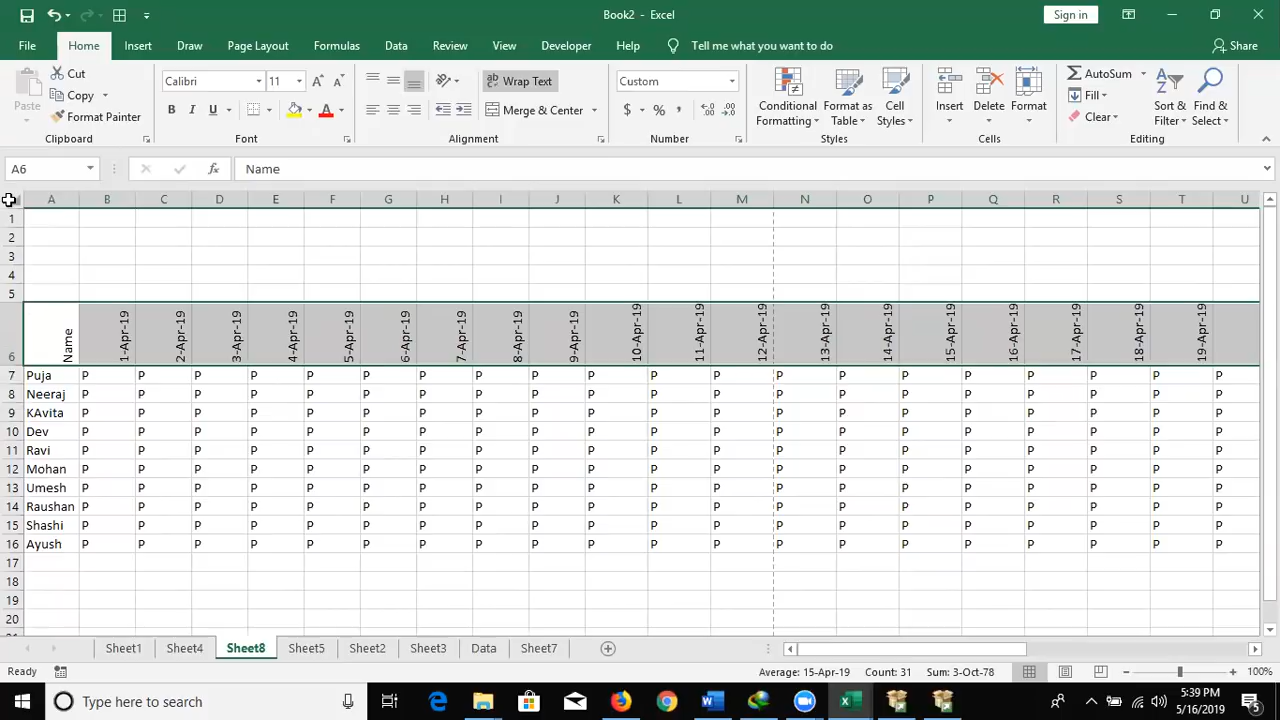 Book2 - Excel
Sign in
File Home Insert Draw Page Layout Formulas Data Review View Developer Help Tell me what you want to do Share
Paste
Cut
Copy
Format Painter
Clipboard
Calibri 11
B I U
Font
Wrap Text
Merge & Center
Alignment
Custom
$ % ,
Number
Conditional Formatting
Format as Table
Cell Styles
Styles
Insert
Delete
Format
Cells
AutoSum
Fill
Clear
Sort & Filter
Find & Select
Editing
A6 fx Name
A B C D E F G H I J K L M N O P Q R S T U
1
2
3
4
5
6 Name 1-Apr-19 2-Apr-19 3-Apr-19 4-Apr-19 5-Apr-19 6-Apr-19 7-Apr-19 8-Apr-19 9-Apr-19 10-Apr-19 11-Apr-19 12-Apr-19 13-Apr-19 14-Apr-19 15-Apr-19 16-Apr-19 17-Apr-19 18-Apr-19 19-Apr-19
7 Puja P P P P P P P P P P P P P P P P P P P P
8 Neeraj P P P P P P P P P P P P P P P P P P P P
9 KAvita P P P P P P P P P P P P P P P P P P P P
10 Dev P P P P P P P P P P P P P P P P P P P P
11 Ravi P P P P P P P P P P P P P P P P P P P P
12 Mohan P P P P P P P P P P P P P P P P P P P P
13 Umesh P P P P P P P P P P P P P P P P P P P P
14 Raushan P P P P P P P P P P P P P P P P P P P P
15 Shashi P P P P P P P P P P P P P P P P P P P P
16 Ayush P P P P P P P P P P P P P P P P P P P P
17
18
19
20
Sheet1 Sheet4 Sheet8 Sheet5 Sheet2 Sheet3 Data Sheet7
Ready Average: 15-Apr-19 Count: 31 Sum: 3-Oct-78 100%
Type here to search
5:39 PM
5/16/2019
5